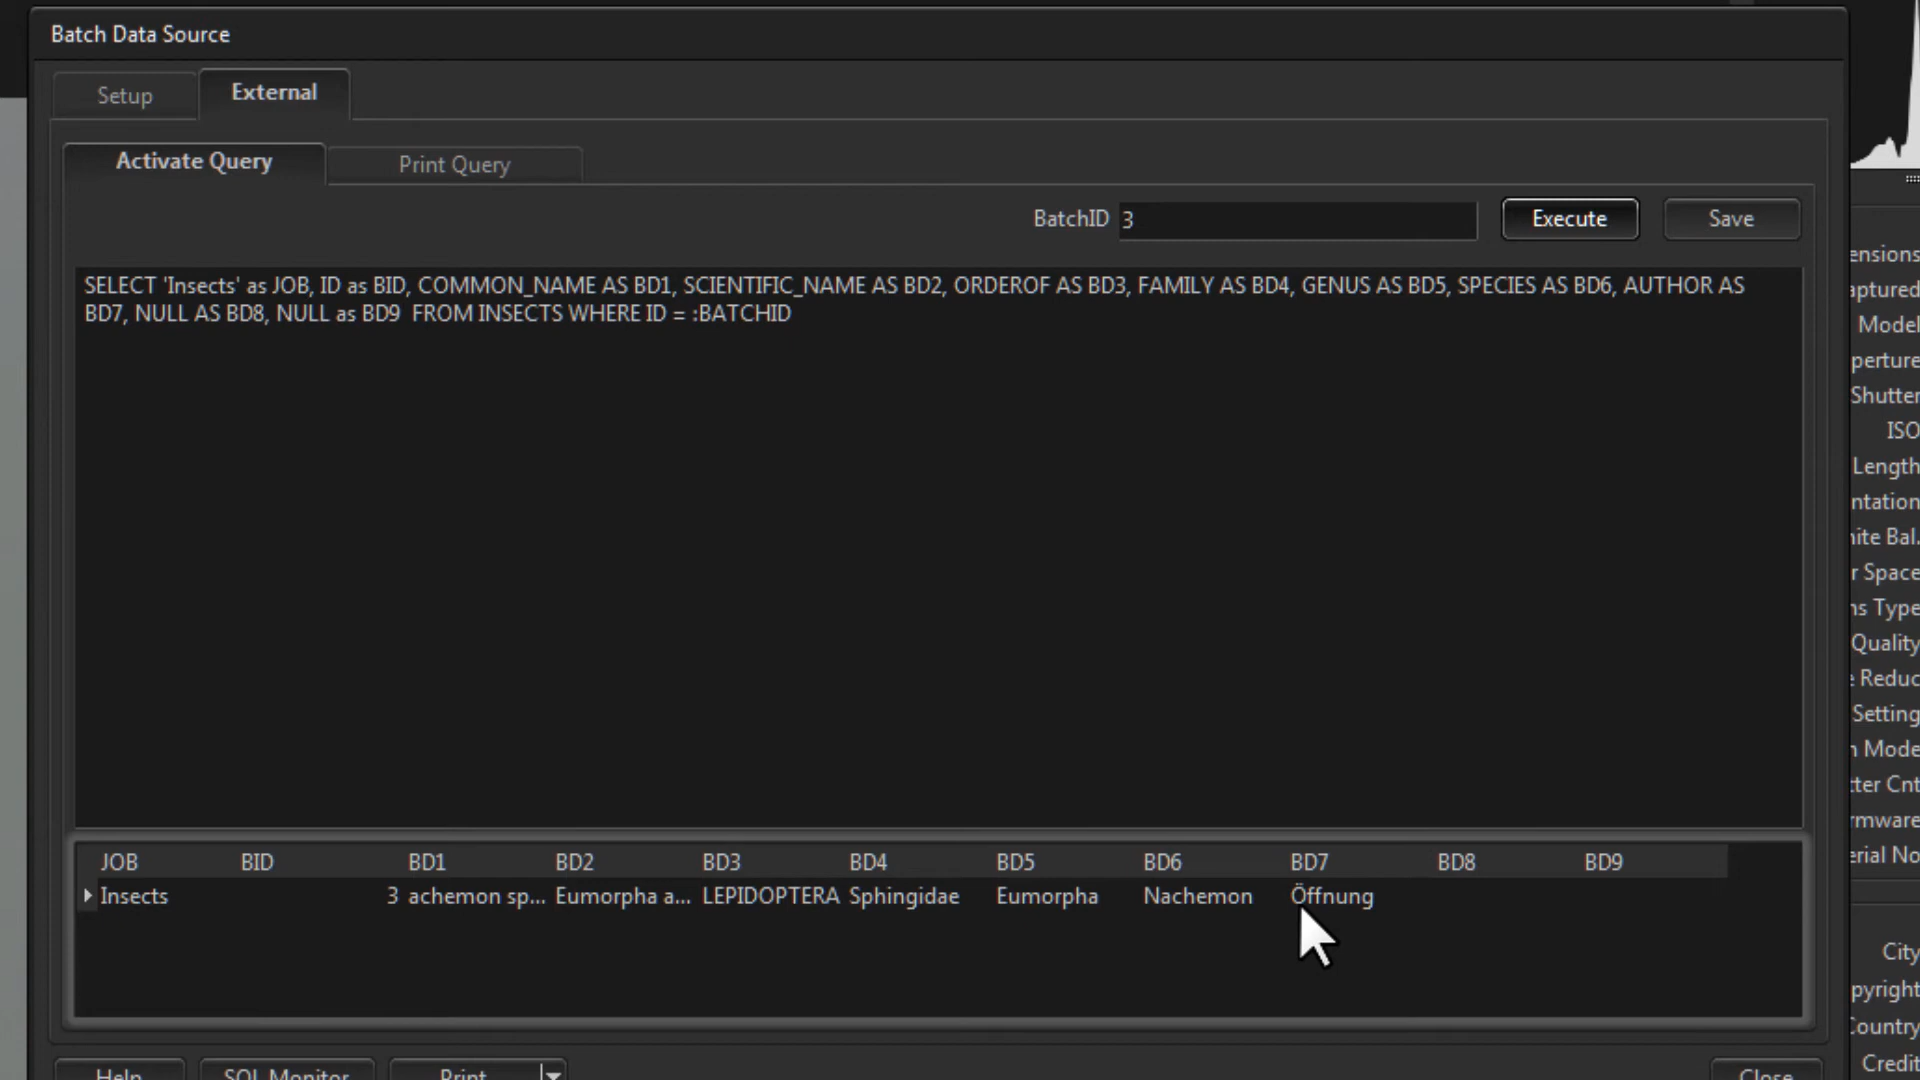 Batch Data Source
Setup
External
Activate Query
Print Query
BatchID
3
Execute
Save
SELECT 'Insects' as JOB, ID as BID, COMMON_NAME AS BD1, SCIENTIFIC_NAME AS BD2, ORDEROF AS BD3, FAMILY AS BD4, GENUS AS BD5, SPECIES AS BD6, AUTHOR AS
BD7, NULL AS BD8, NULL as BD9 FROM INSECTS WHERE ID = :BATCHID
JOB BID BD1 BD2 BD3 BD4 BD5 BD6 BD7 BD8 BD9
Insects 3 achemon sp... Eumorpha a... LEPIDOPTERA Sphingidae Eumorpha Nachemon Öffnung
Help
SQL Monitor
Print
Close
ensions
aptured
Model
perture
Shutter
ISO
Length
ntation
ite Bal.
r Space
ns Type
Quality
e Reduc
Setting
n Mode
tter Cnt
rmware
erial No
City
pyright
Country
Credit